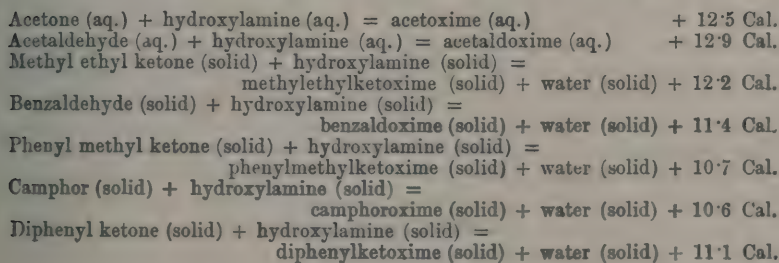 Acetone (aq.) + hydroxylamine (aq.) = acetoxime (aq.) + 12·5 Cal.
Acetaldehyde (aq.) + hydroxylamine (aq.) = acetaldoxime (aq.) + 12·9 Cal.
Methyl ethyl ketone (solid) + hydroxylamine (solid) =
methylethylketoxime (solid) + water (solid) + 12·2 Cal.
Benzaldehyde (solid) + hydroxylamine (solid) =
benzaldoxime (solid) + water (solid) + 11·4 Cal.
Phenyl methyl ketone (solid) + hydroxylamine (solid) =
phenylmethylketoxime (solid) + water (solid) + 10·7 Cal.
Camphor (solid) + hydroxylamine (solid) =
camphoroxime (solid) + water (solid) + 10·6 Cal.
Diphenyl ketone (solid) + hydroxylamine (solid) =
diphenylketoxime (solid) + water (solid) + 11·1 Cal.